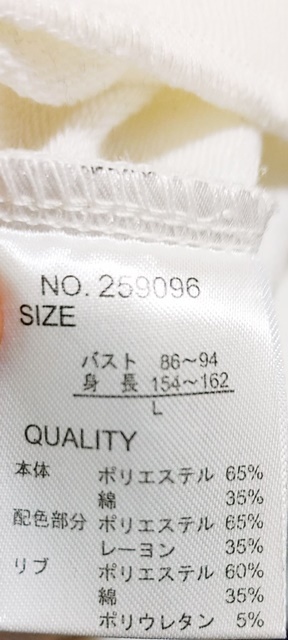 NO. 259096
SIZE
バスト 86〜94
身長 154〜162
L
QUALITY
本体 ポリエステル 65%
綿 35%
配色部分 ポリエステル 65%
レーヨン 35%
リブ ポリエステル 60%
綿 35%
ポリウレタン 5%